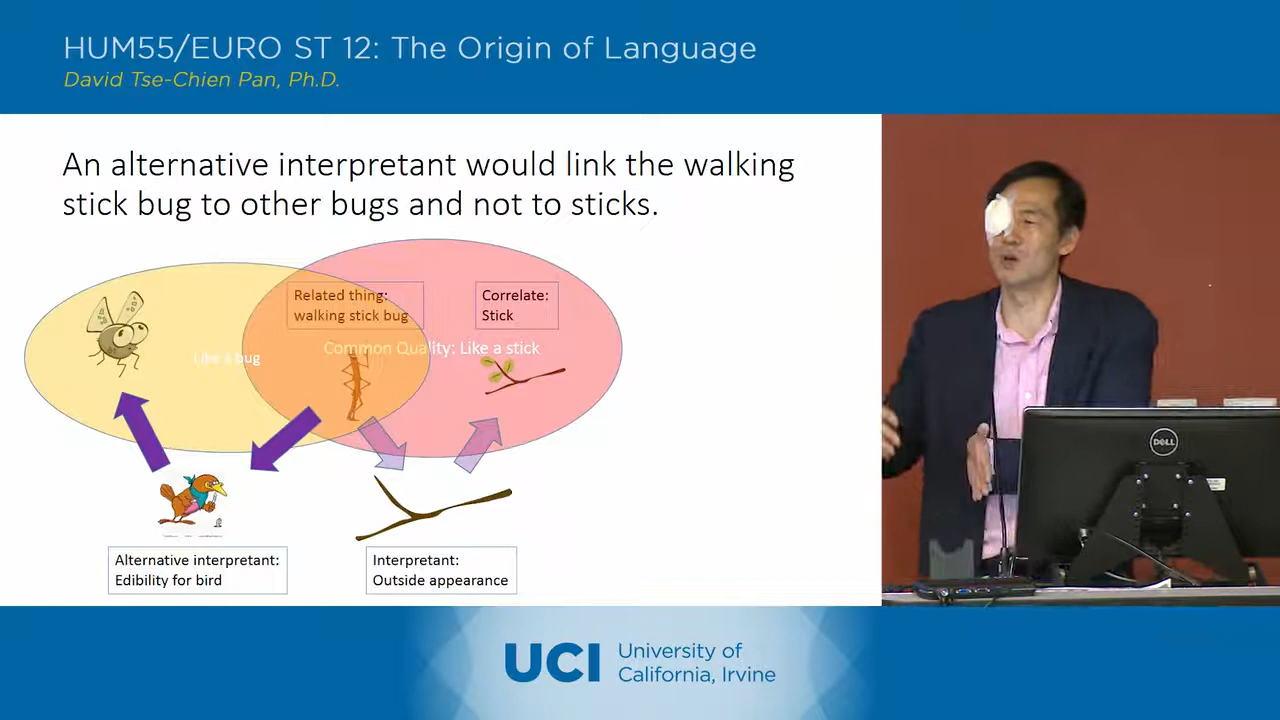 HUM55/EURO ST 12: The Origin of Language
David Tse-Chien Pan, Ph.D.
An alternative interpretant would link the walking
stick bug to other bugs and not to sticks.
Related thing:
walking stick bug
Correlate:
Stick
Common Quality: Like a stick
Like a bug
Alternative interpretant:
Edibility for bird
Interpretant:
Outside appearance
DELL
UCI
University of
California, Irvine